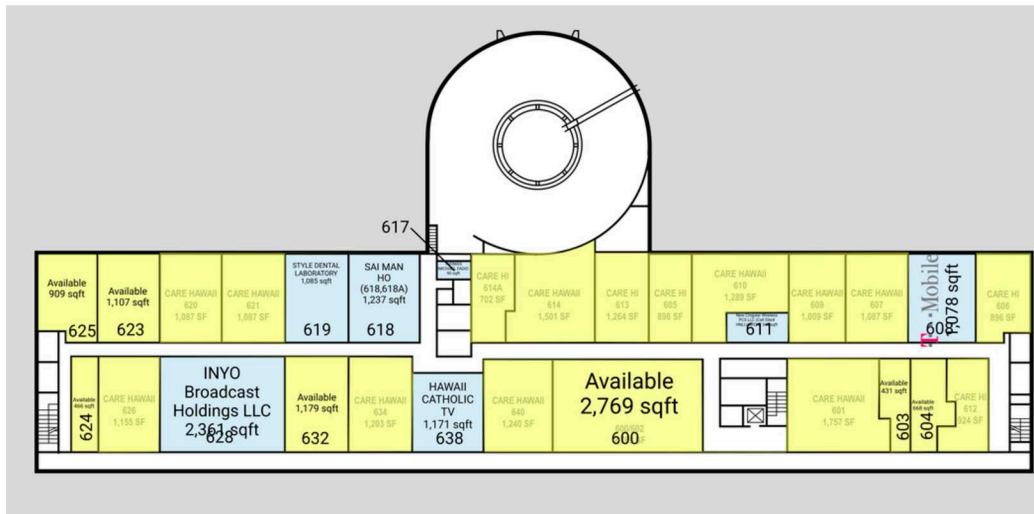 617
Available
909 sqft
625
Available
1,107 sqft
623
CARE HAWAII
620
1,087 SF
CARE HAWAII
621
1,087 SF
STYLE DENTAL
LABORATORY
1,085 sqft
619
SAI MAN
HO
(618,618A)
1,237 sqft
618
CARE HI
614A
702 SF
CARE HAWAII
614
1,501 SF
CARE HI
613
1,264 SF
CARE HI
605
896 SF
CARE HAWAII
610
1,289 SF
611
CARE HAWAII
609
1,009 SF
CARE HAWAII
607
1,087 SF
T-Mobile
1,078 sqft
CARE HI
606
896 SF
Available
466 sqft
624
CARE HAWAII
626
1,155 SF
INYO
Broadcast
Holdings LLC
2,361 sqft
628
Available
1,179 sqft
632
CARE HAWAII
634
1,203 SF
HAWAII
CATHOLIC
TV
1,171 sqft
638
CARE HAWAII
640
1,240 SF
Available
2,769 sqft
600/602
600
CARE HAWAII
601
1,757 SF
Available
431 sqft
603
Available
668 sqft
604
CARE HI
612
924 SF